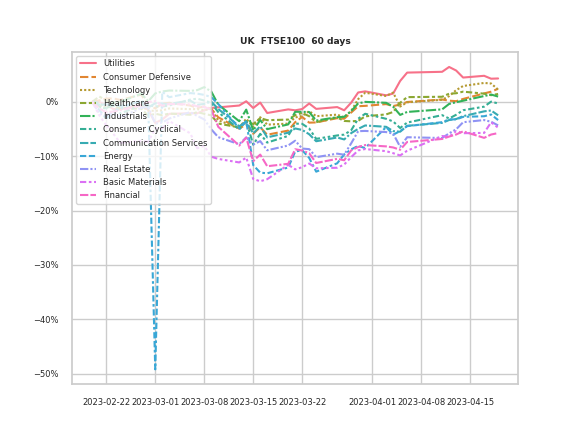 UK FTSE100 60 days
Utilities
Consumer Defensive
Technology
Healthcare
Industrials
Consumer Cyclical
Communication Services
Energy
Real Estate
Basic Materials
Financial
0%
−10%
−20%
−30%
−40%
−50%
2023-02-22 2023-03-01 2023-03-08 2023-03-15 2023-03-22 2023-04-01 2023-04-08 2023-04-15